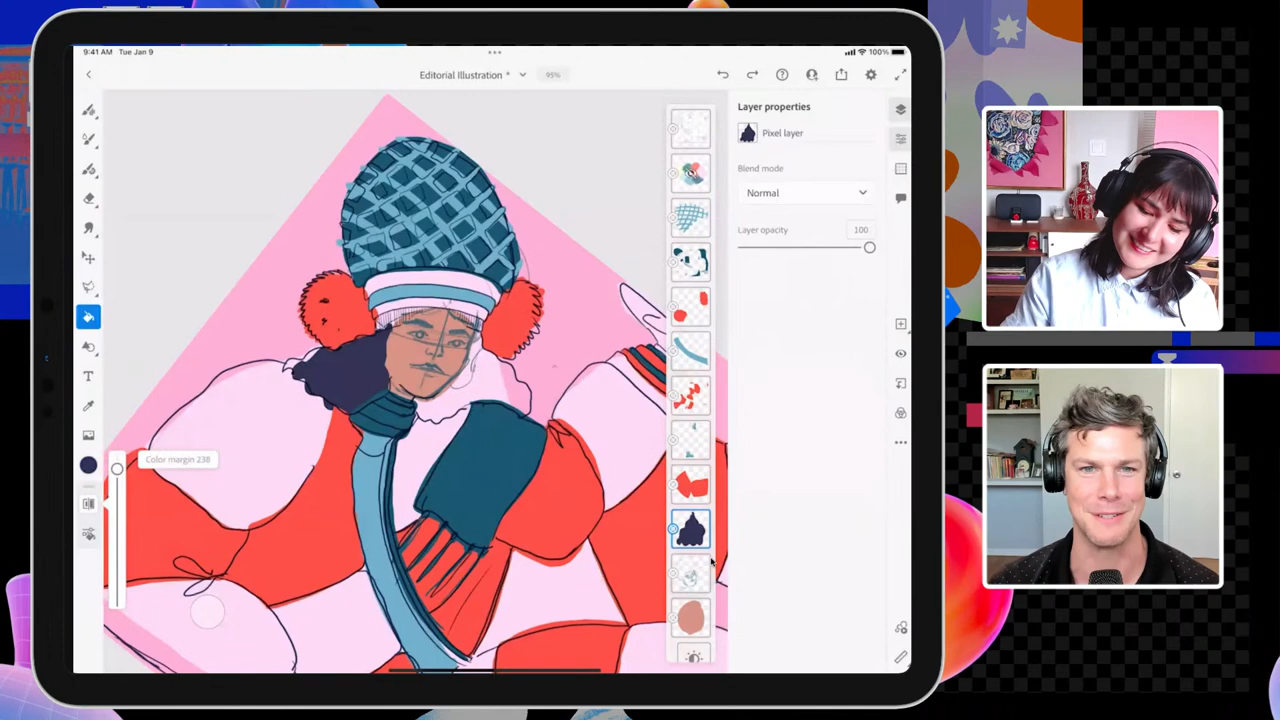 9:41 AM Tue Jan 9
100%
Editorial Illustration *
95%
Layer properties
Pixel layer
Blend mode
Normal
Layer opacity
100
Color margin 238
T